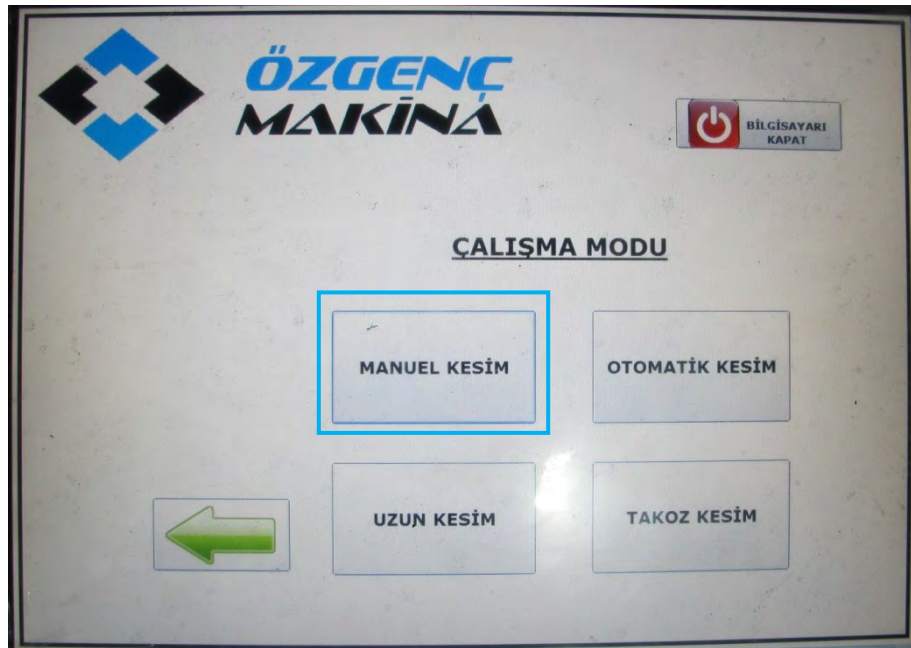 ÖZGENÇ
MAKİNA
BİLGİSAYARI
KAPAT
ÇALIŞMA MODU
MANUEL KESİM
OTOMATİK KESİM
UZUN KESİM
TAKOZ KESİM